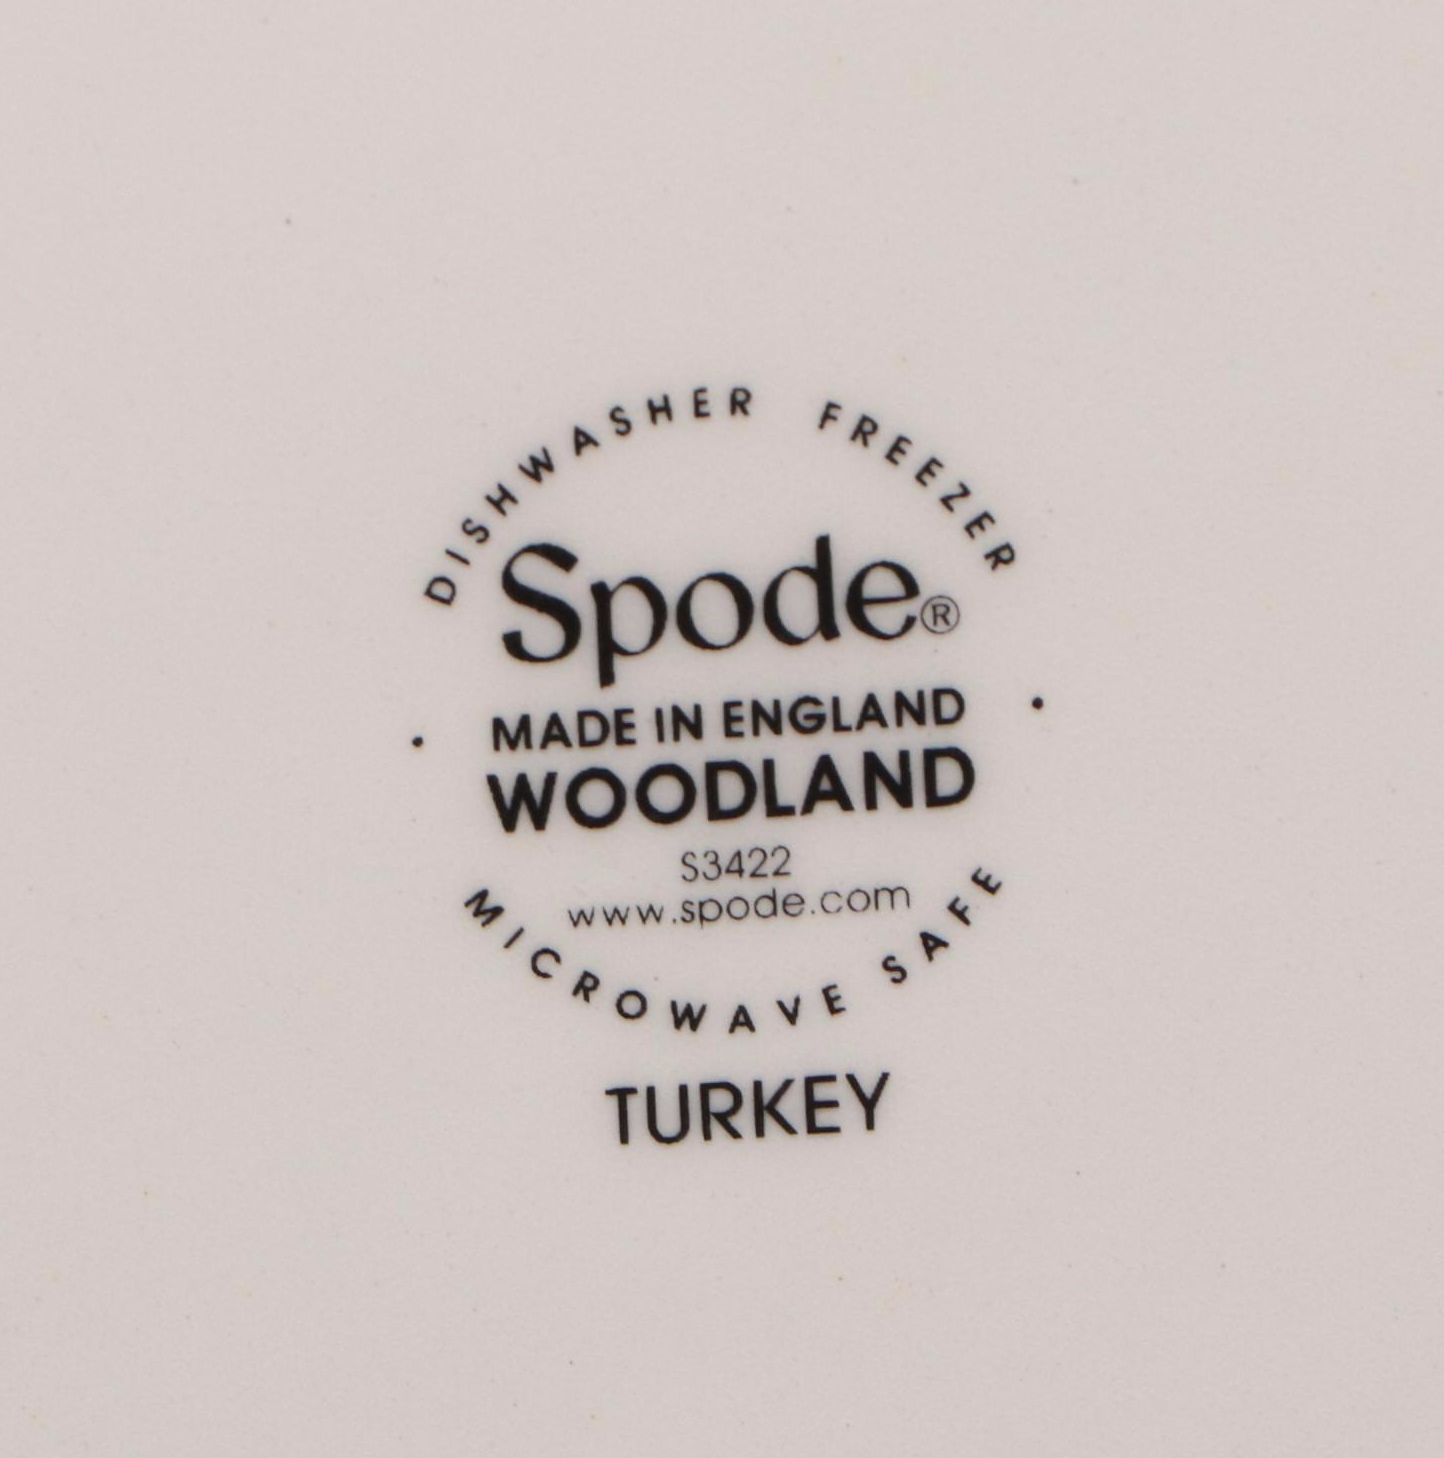 DISHWASHER FREEZER
Spode®
MADE IN ENGLAND
WOODLAND
S3422
www.spode.com
MICROWAVE SAFE
TURKEY